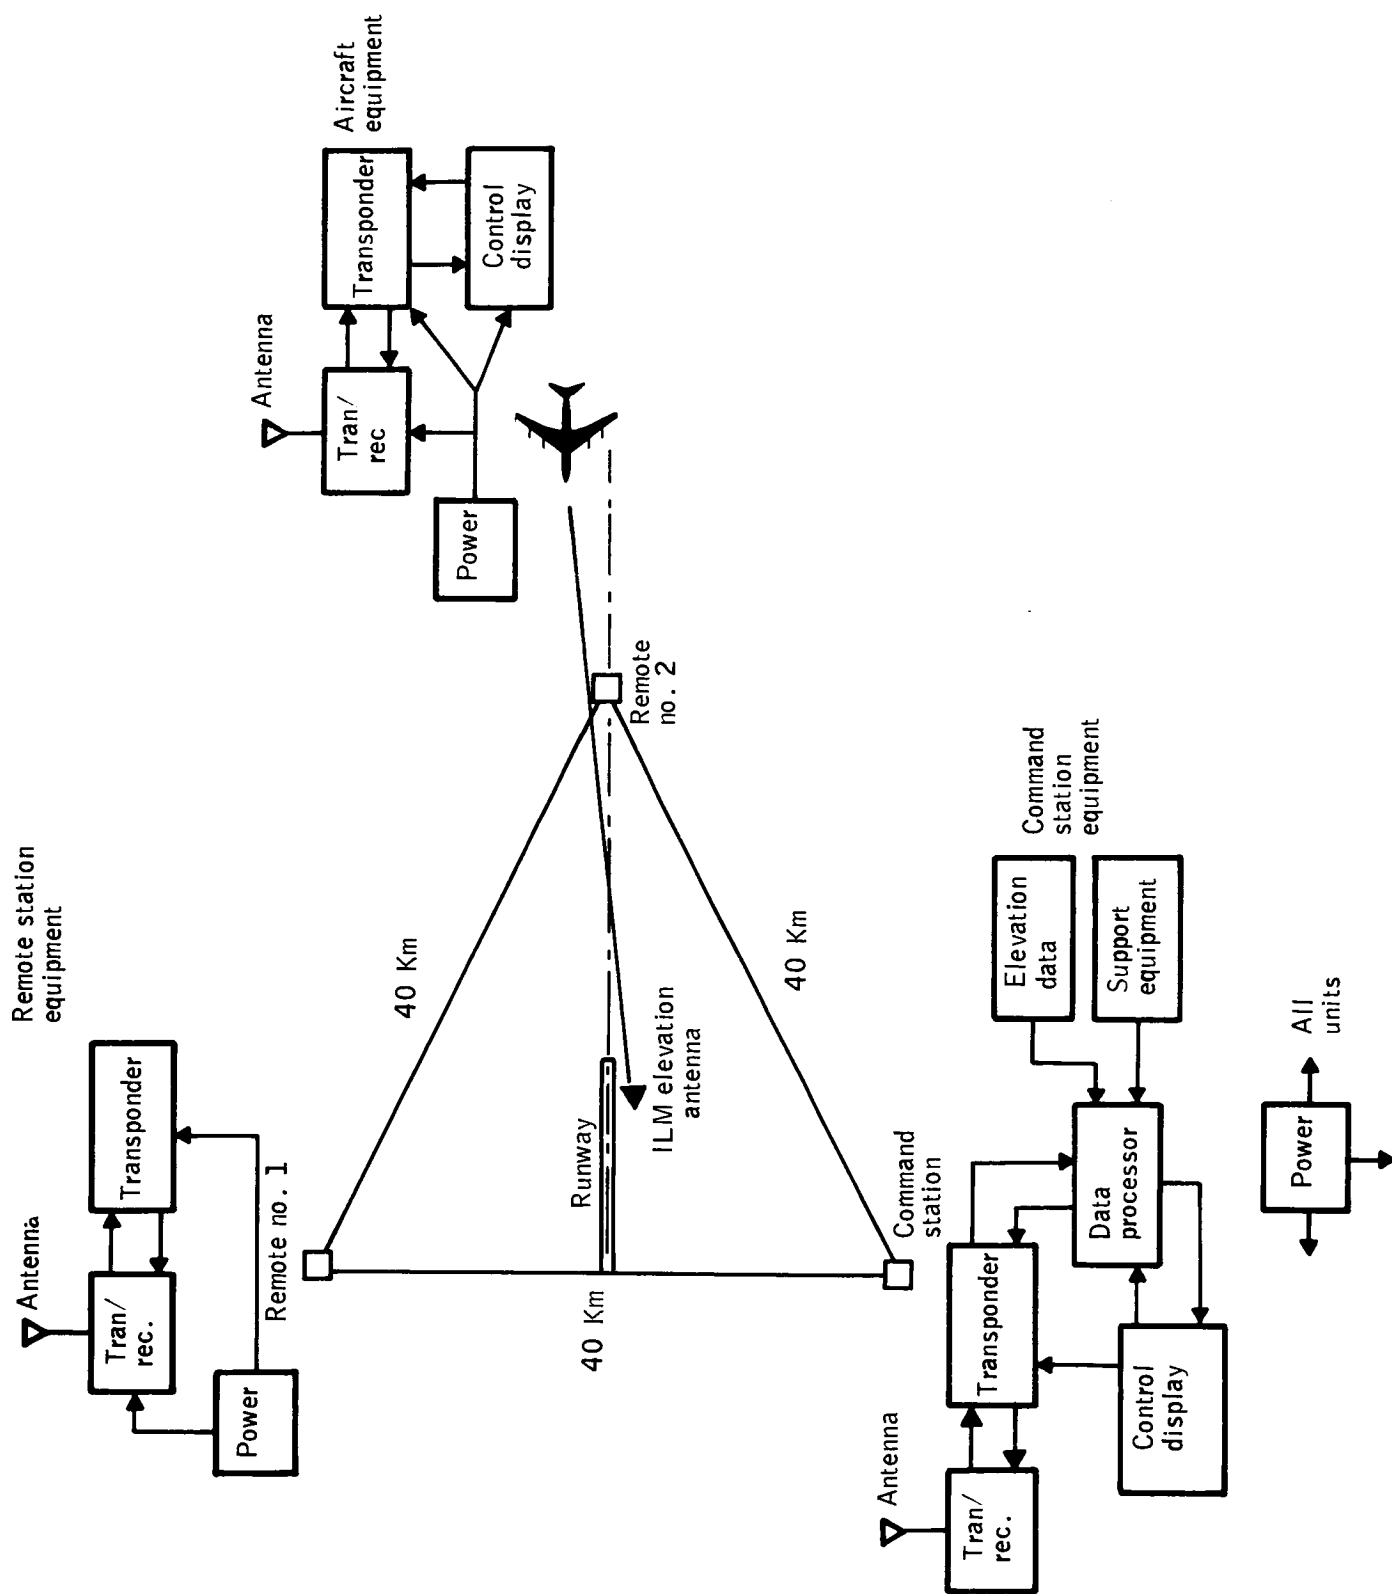 Remote station
equipment
Antenna
Tran/
rec.
Transponder
Power
Remote no. 1
Aircraft
equipment
Antenna
Tran/
rec
Transponder
Control
display
Power
40 Km
40 Km
40 Km
Runway
ILM elevation
antenna
Remote
no. 2
Command
station
Command
station
equipment
Antenna
Tran/
rec.
Transponder
Data
processor
Elevation
data
Support
equipment
Control
display
Power
All
units